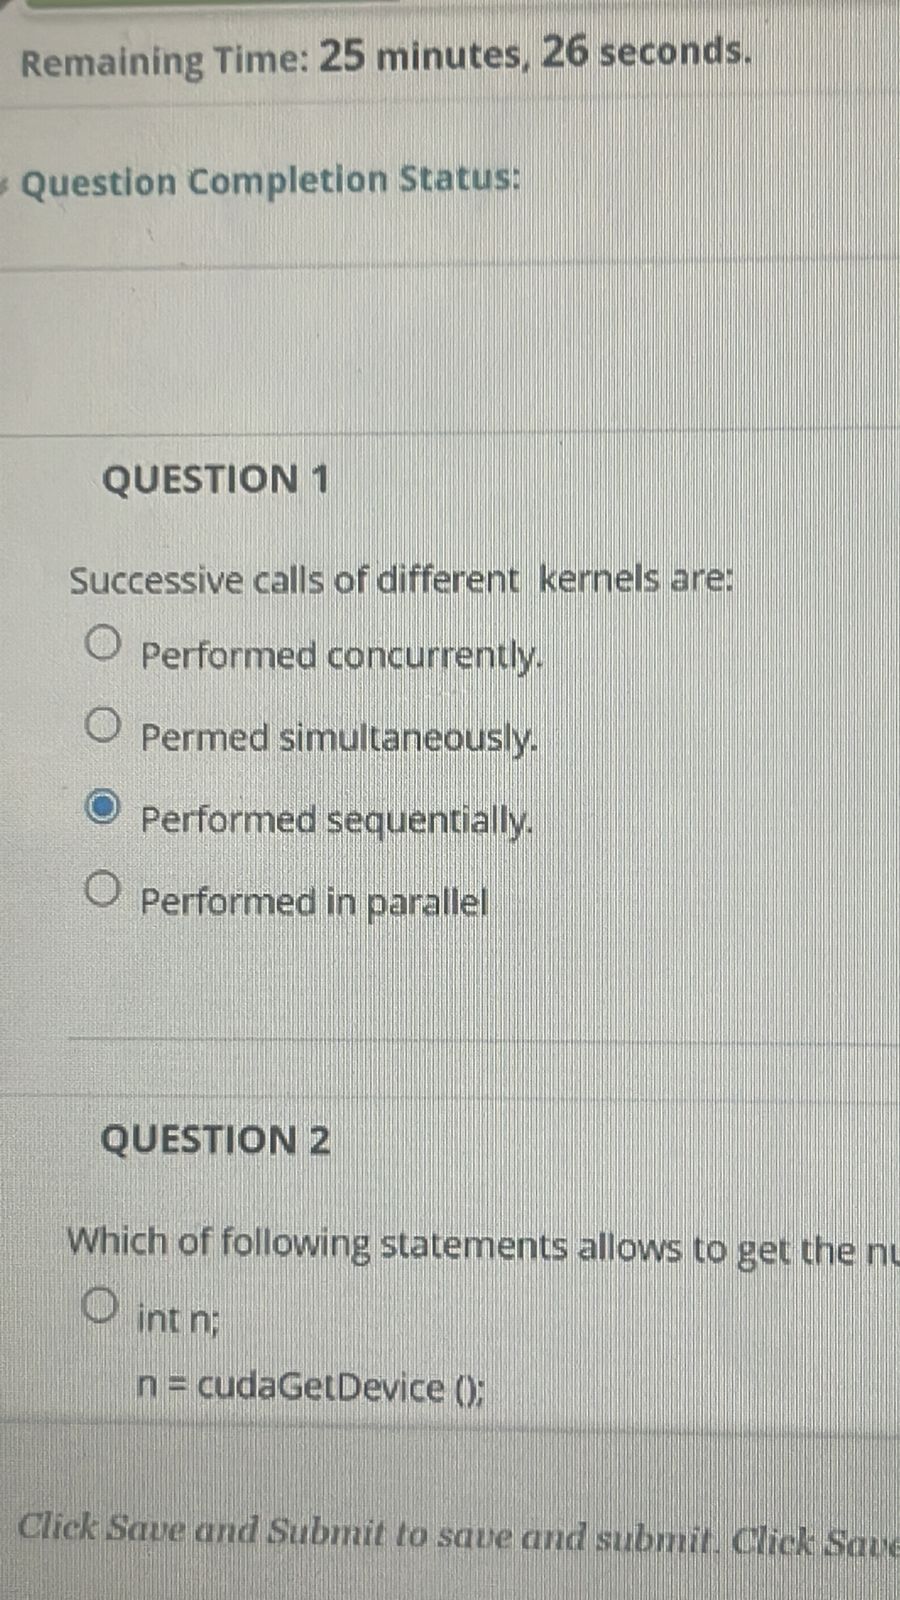 Remaining Time: 25 minutes, 26 seconds.
Question Completion Status:
QUESTION 1
Successive calls of different kernels are:
Performed concurrently.
Permed simultaneously.
Performed sequentially.
Performed in parallel
QUESTION 2
Which of following statements allows to get the nu
int n;
n = cudaGetDevice ();
Click Save and Submit to save and submit. Click Save